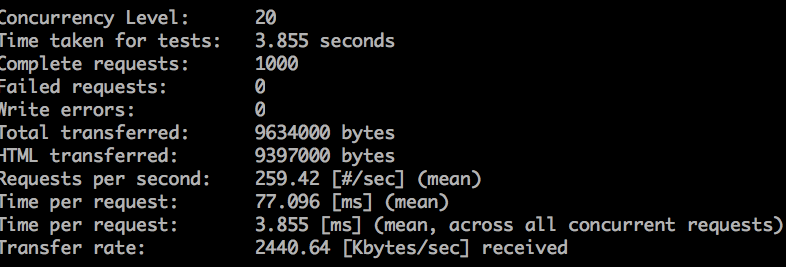 Concurrency Level: 20
Time taken for tests: 3.855 seconds
Complete requests: 1000
Failed requests: 0
Write errors: 0
Total transferred: 9634000 bytes
HTML transferred: 9397000 bytes
Requests per second: 259.42 [#/sec] (mean)
Time per request: 77.096 [ms] (mean)
Time per request: 3.855 [ms] (mean, across all concurrent requests)
Transfer rate: 2440.64 [Kbytes/sec] received